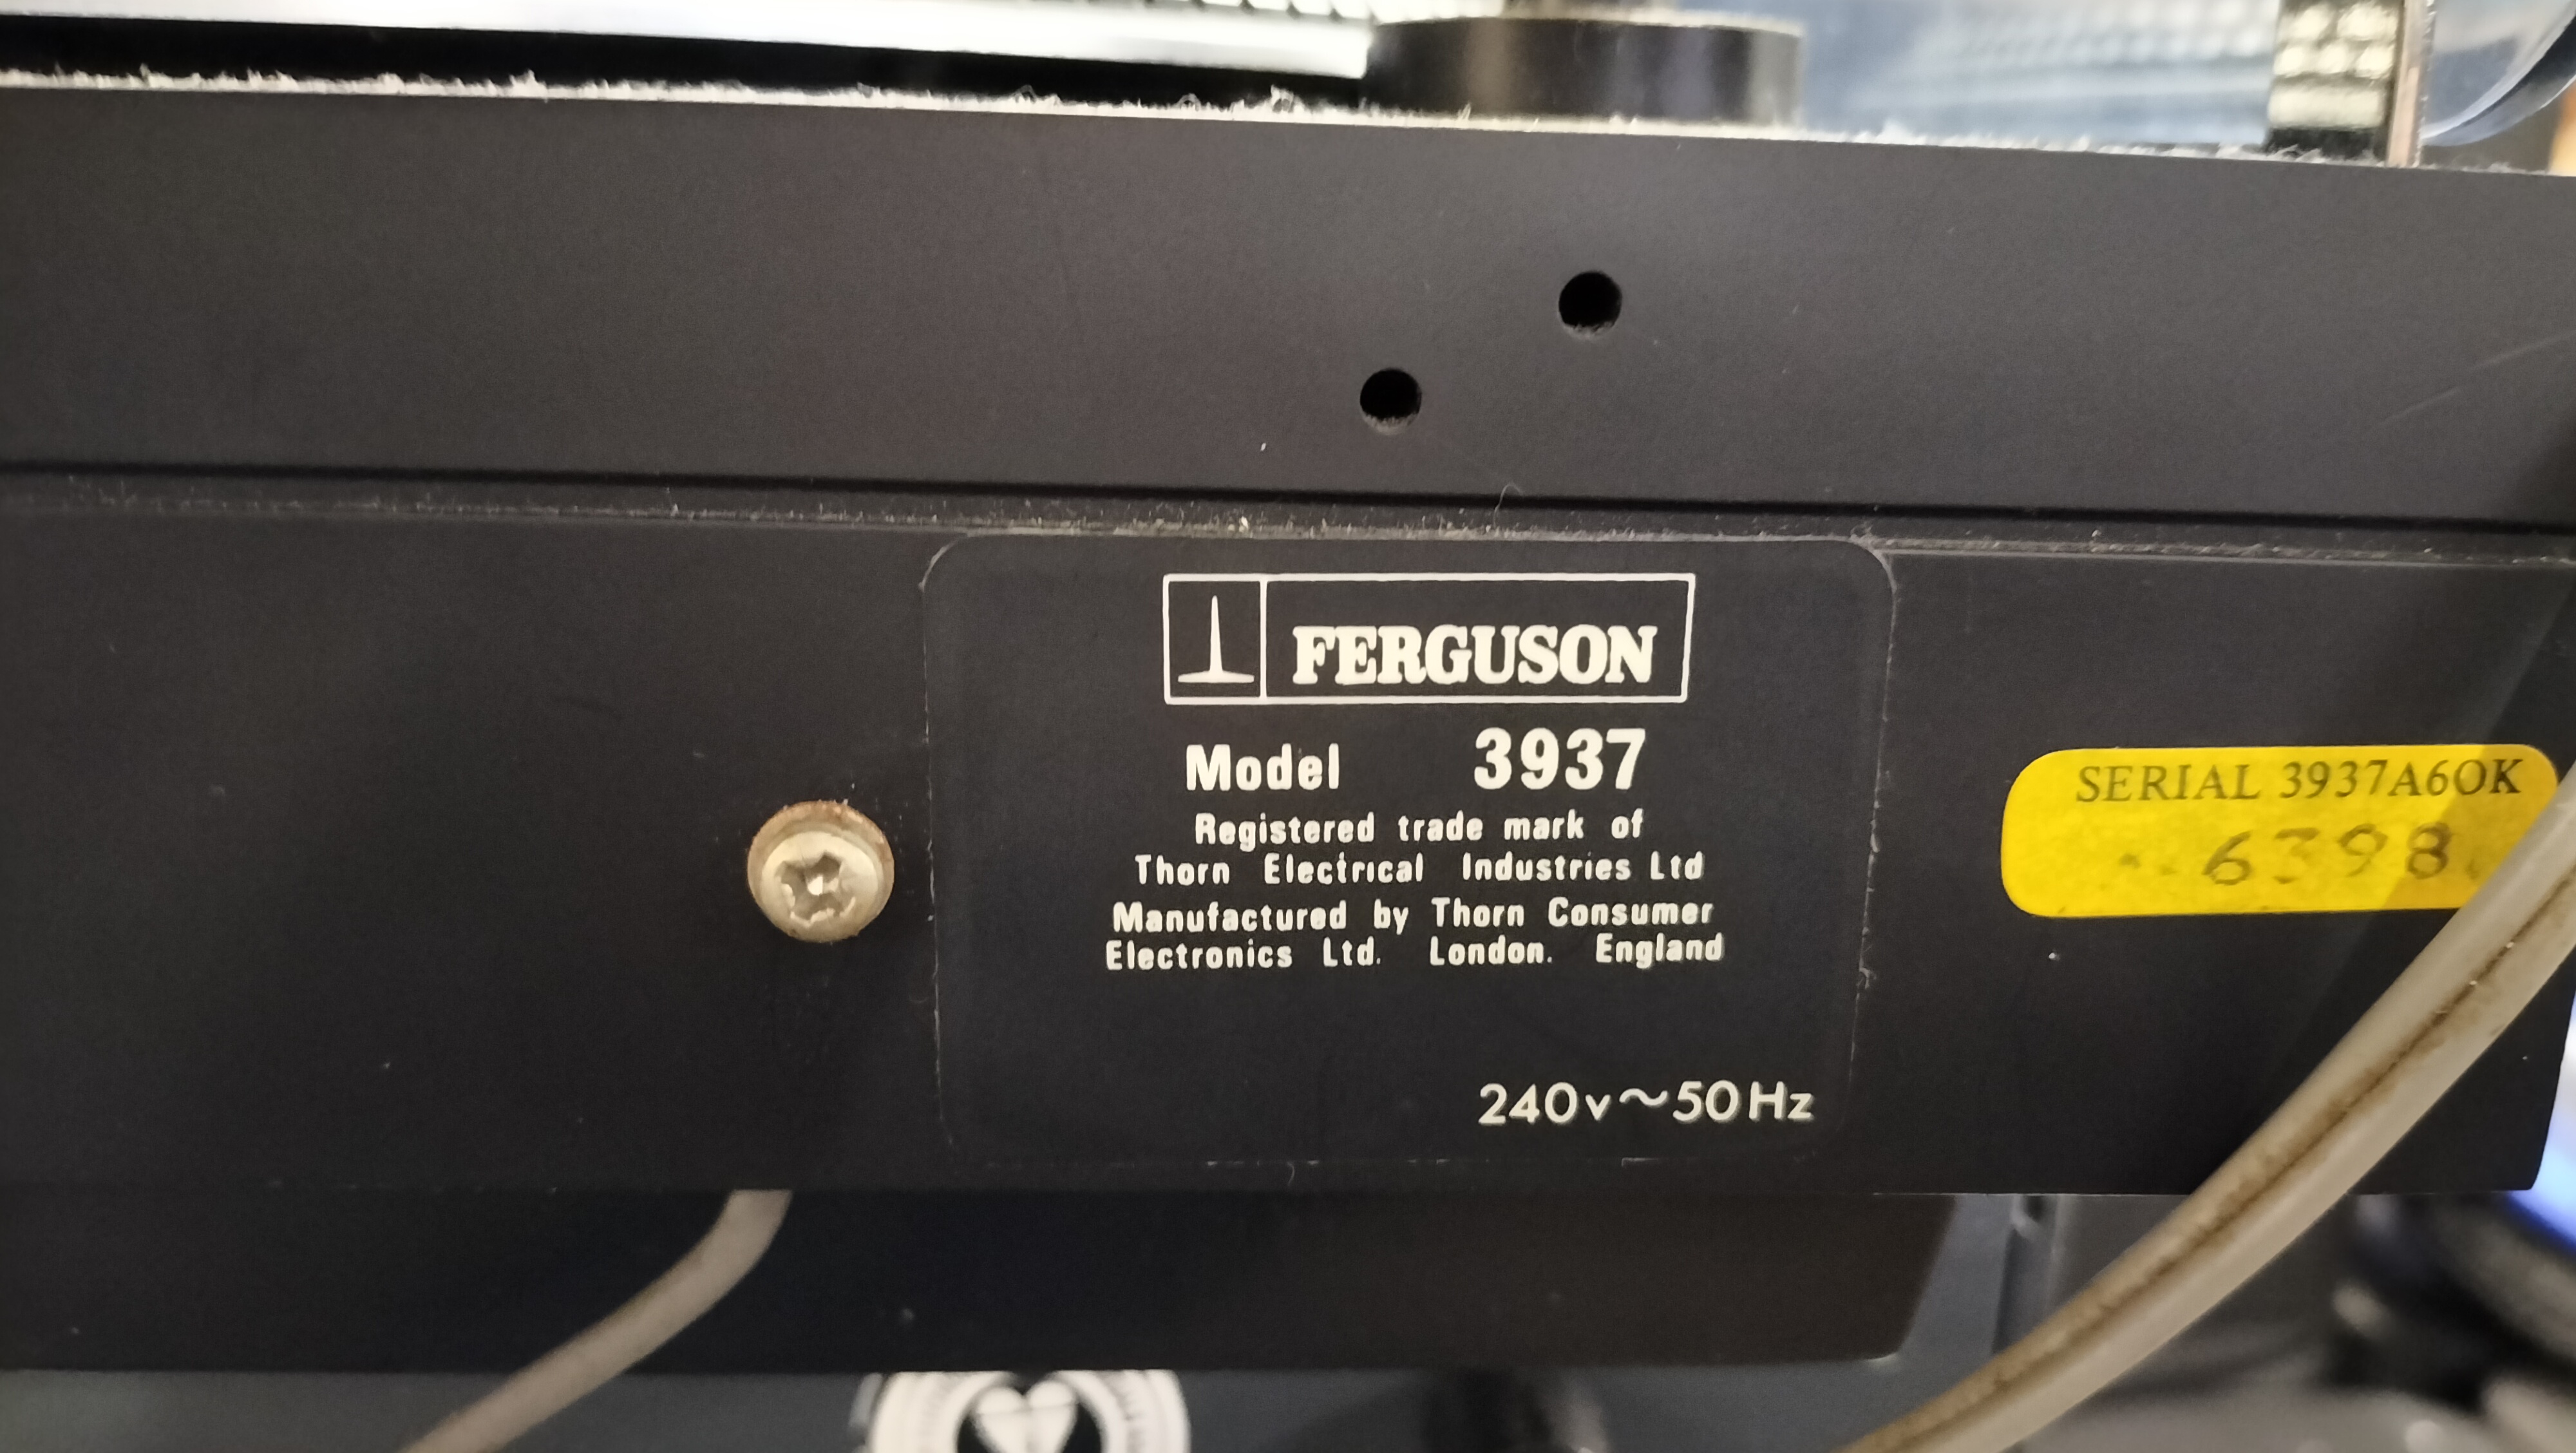 FERGUSON
Model 3937
Registered trade mark of
Thorn Electrical Industries Ltd
Manufactured by Thorn Consumer
Electronics Ltd. London. England
240v~50Hz
SERIAL 3937A6OK
6398